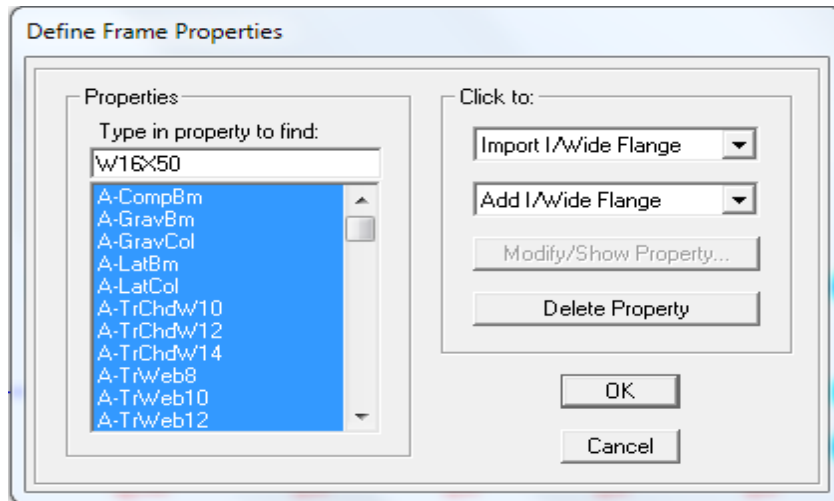 Define Frame Properties
Properties
Type in property to find:
W16X50
A-CompBm
A-GravBm
A-GravCol
A-LatBm
A-LatCol
A-TrChdW10
A-TrChdW12
A-TrChdW14
A-TrWeb8
A-TrWeb10
A-TrWeb12
Click to:
Import I/Wide Flange
Add I/Wide Flange
Modify/Show Property...
Delete Property
OK
Cancel